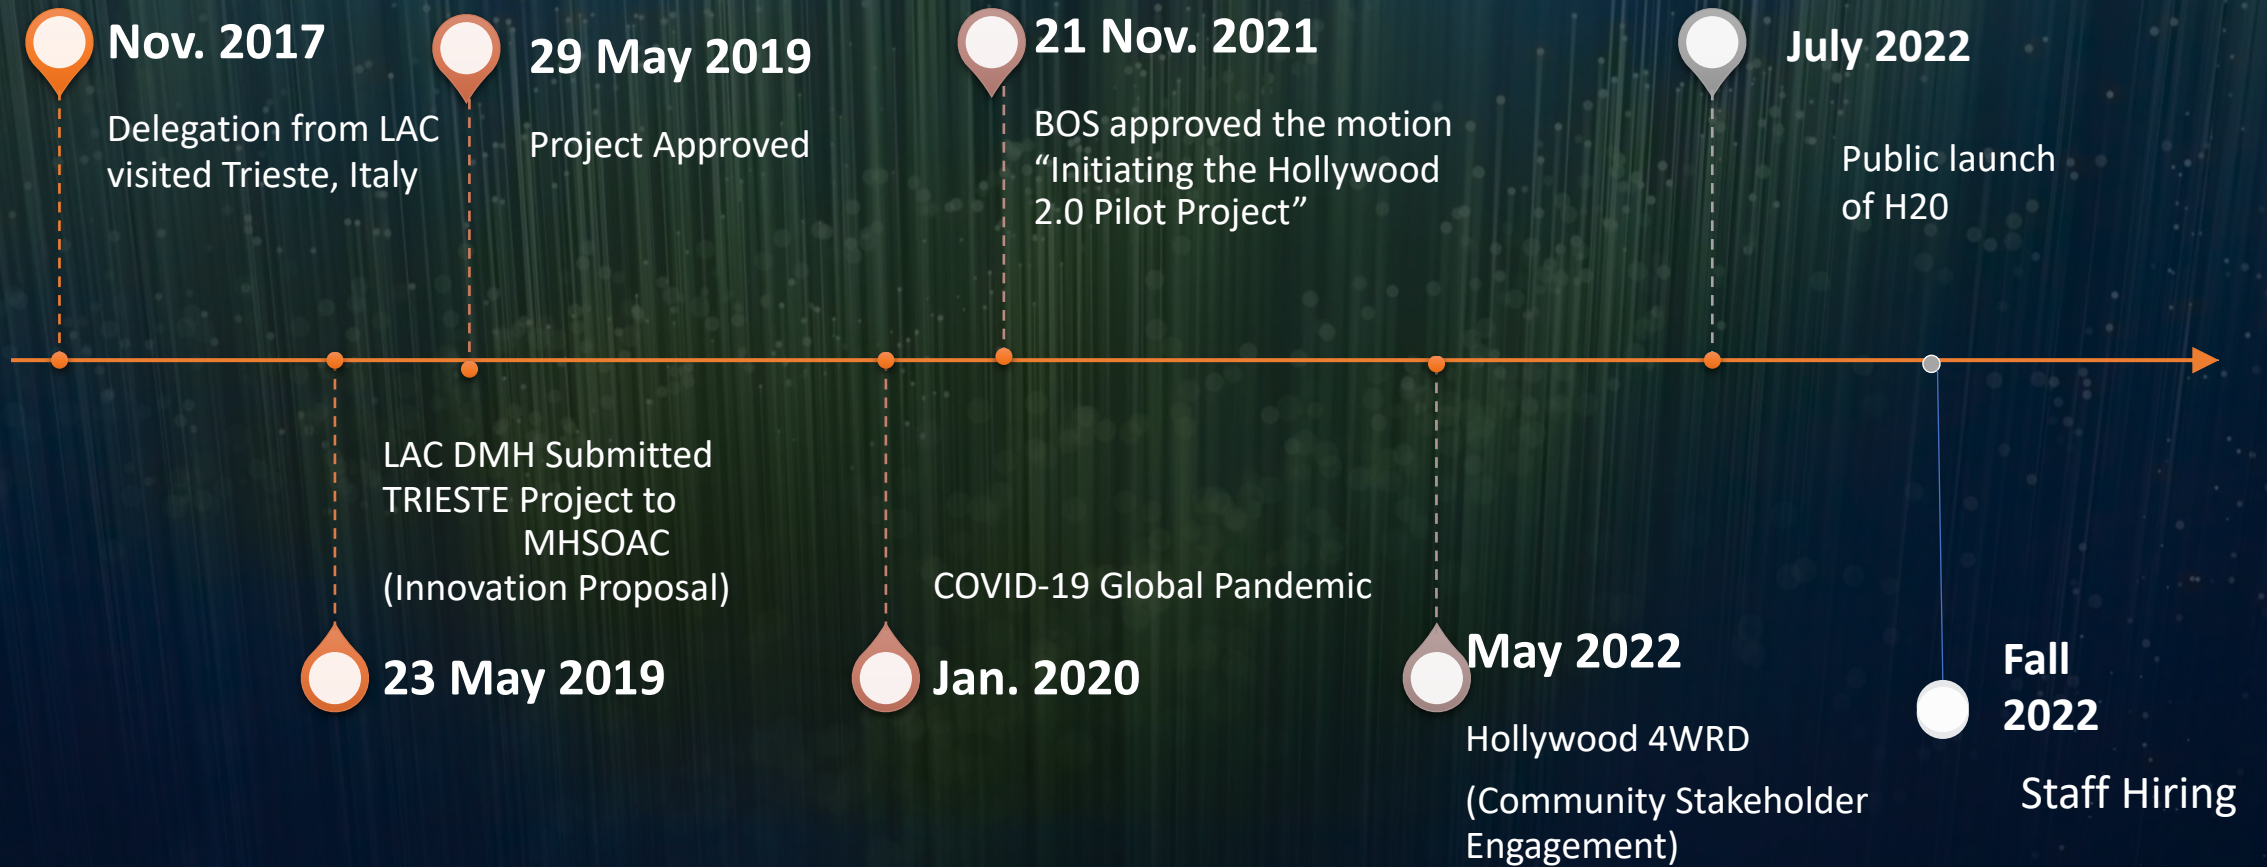 Nov. 2017
Delegation from LAC
visited Trieste, Italy
29 May 2019
Project Approved
21 Nov. 2021
BOS approved the motion
“Initiating the Hollywood
2.0 Pilot Project”
July 2022
Public launch
of H20
LAC DMH Submitted
TRIESTE Project to
MHSOAC
(Innovation Proposal)
23 May 2019
COVID-19 Global Pandemic
Jan. 2020
May 2022
Hollywood 4WRD
(Community Stakeholder
Engagement)
Fall
2022
Staff Hiring